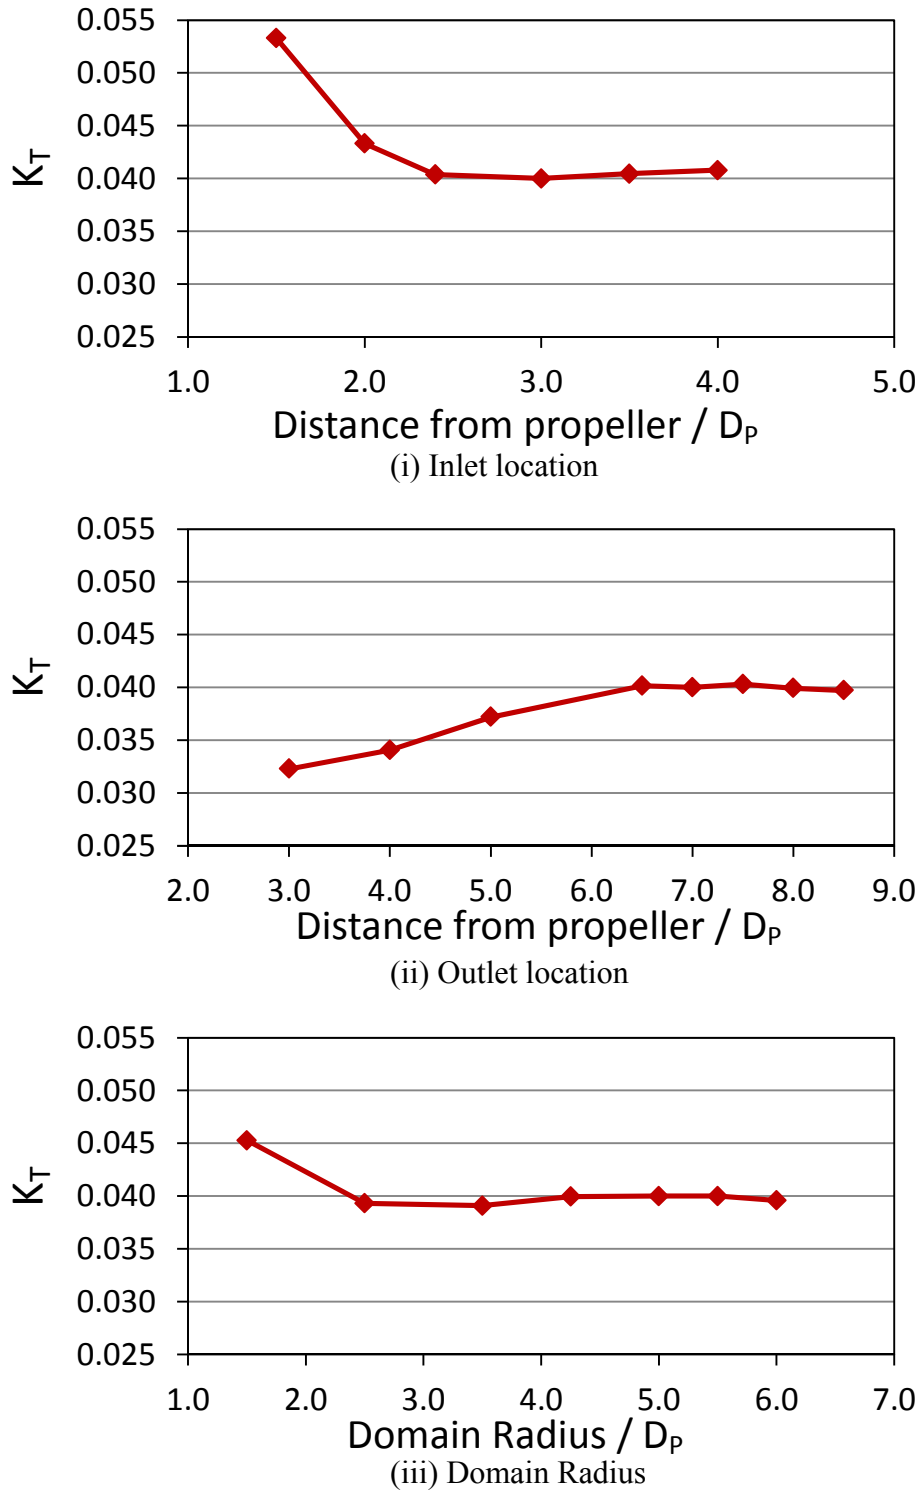 0.055
0.050
0.045
0.040
0.035
0.030
0.025
K_T
1.0 2.0 3.0 4.0 5.0
Distance from propeller / D_P
(i) Inlet location
0.055
0.050
0.045
0.040
0.035
0.030
0.025
K_T
2.0 3.0 4.0 5.0 6.0 7.0 8.0 9.0
Distance from propeller / D_P
(ii) Outlet location
0.055
0.050
0.045
0.040
0.035
0.030
0.025
K_T
1.0 2.0 3.0 4.0 5.0 6.0 7.0
Domain Radius / D_P
(iii) Domain Radius